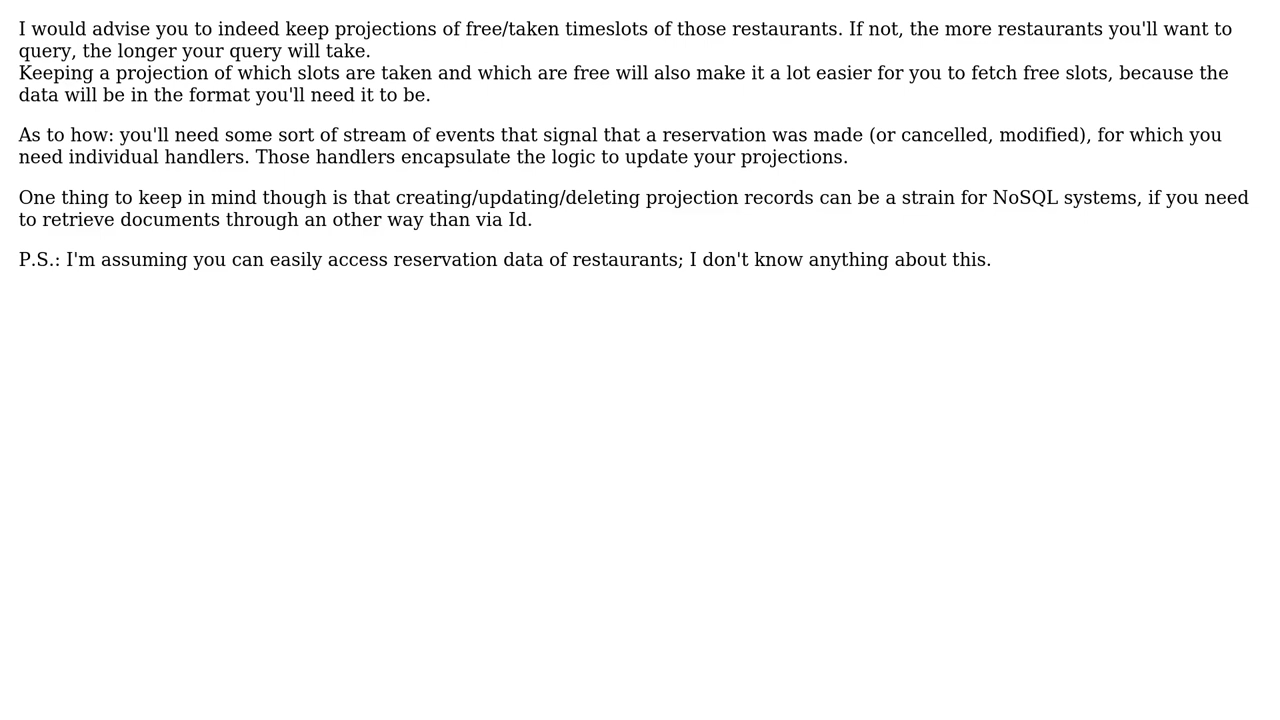 I would advise you to indeed keep projections of free/taken timeslots of those restaurants. If not, the more restaurants you'll want to
query, the longer your query will take.
Keeping a projection of which slots are taken and which are free will also make it a lot easier for you to fetch free slots, because the
data will be in the format you'll need it to be.
As to how: you'll need some sort of stream of events that signal that a reservation was made (or cancelled, modified), for which you
need individual handlers. Those handlers encapsulate the logic to update your projections.
One thing to keep in mind though is that creating/updating/deleting projection records can be a strain for NoSQL systems, if you need
to retrieve documents through an other way than via Id.
P.S.: I'm assuming you can easily access reservation data of restaurants; I don't know anything about this.